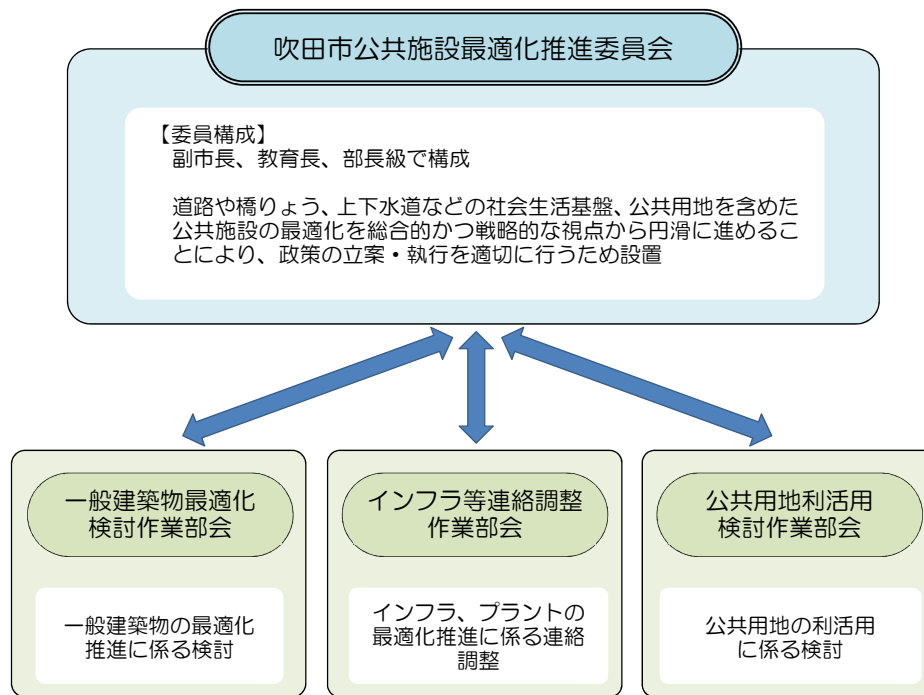 吹田市公共施設最適化推進委員会
【委員構成】
副市長、教育長、部長級で構成
道路や橋りょう、上下水道などの社会生活基盤、公共用地を含めた
公共施設の最適化を総合的かつ戦略的な視点から円滑に進めるこ
とにより、政策の立案・執行を適切に行うため設置
一般建築物最適化
検討作業部会
一般建築物の最適化
推進に係る検討
インフラ等連絡調整
作業部会
インフラ、プラントの
最適化推進に係る連絡
調整
公共用地利活用
検討作業部会
公共用地の利活用
に係る検討